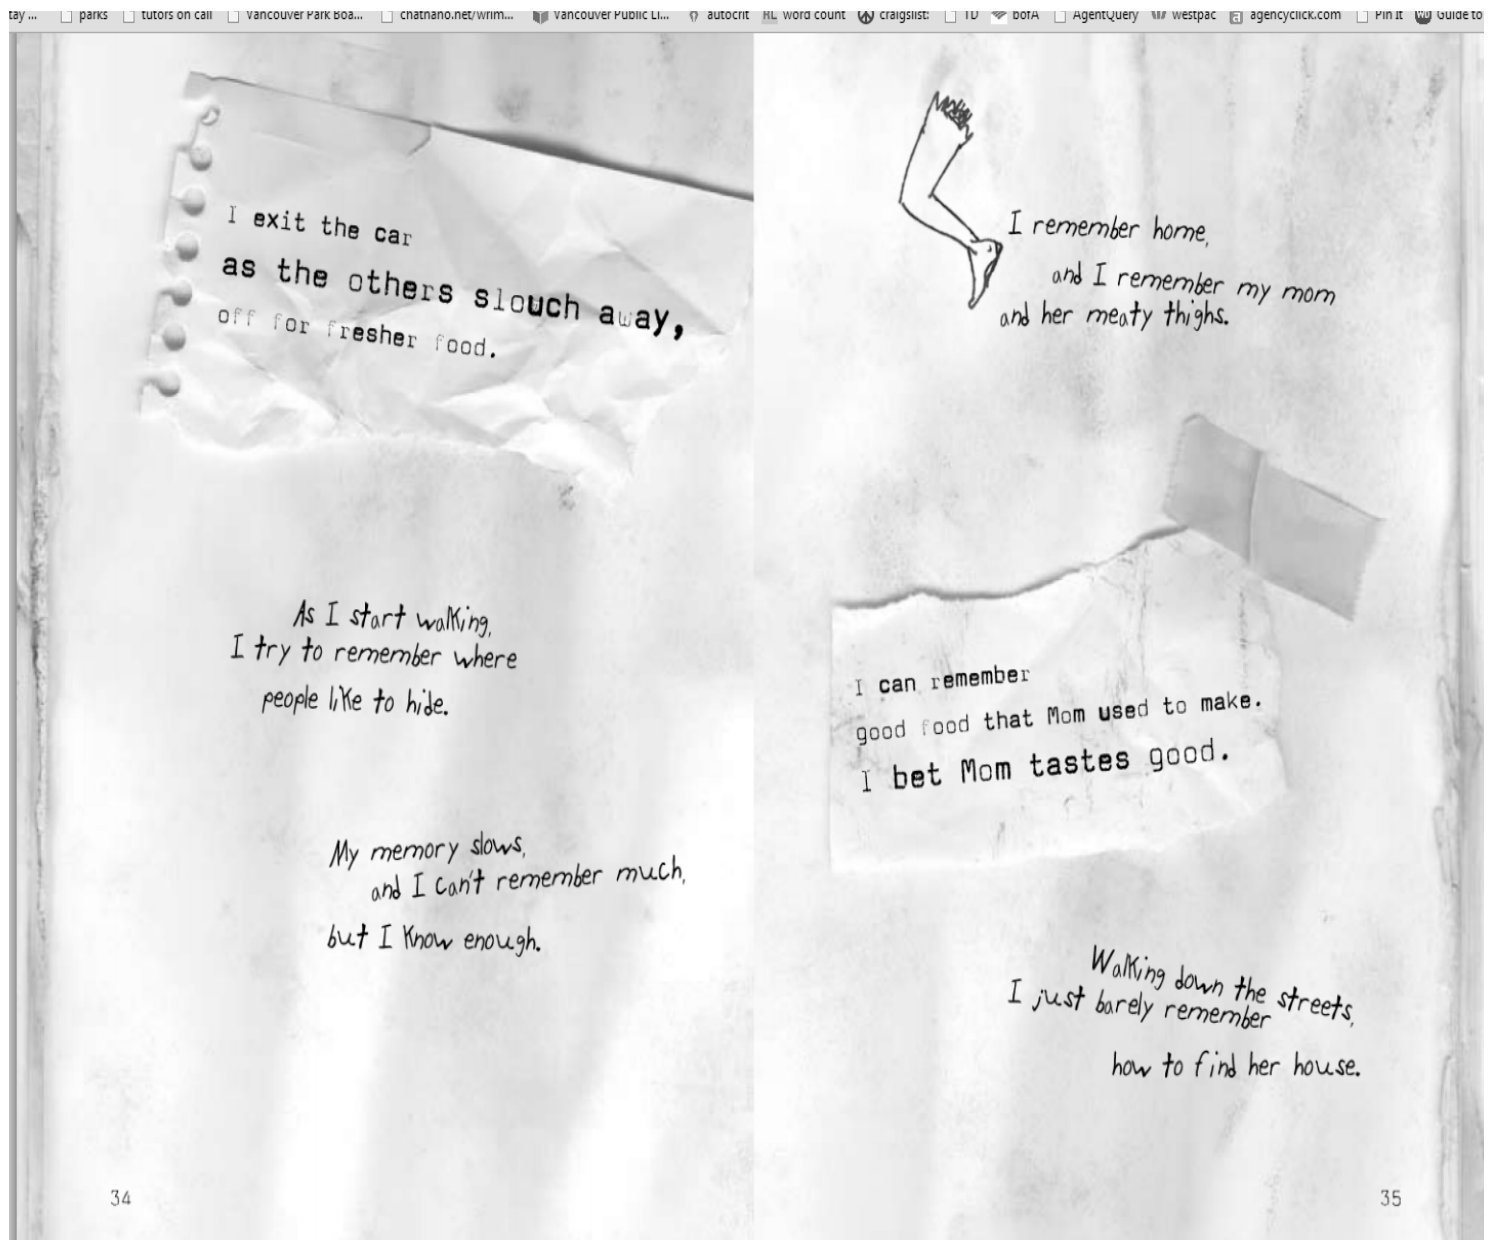 tay ... parks tutors on call Vancouver Park Boa... chatnano.net/wrim... Vancouver Public Li... autocrit RL word count craigslist: TD bofA AgentQuery westpac a agencyclick.com Pin It Guide to
I exit the car
as the others slouch away,
off for fresher food.
As I start walking,
I try to remember where
people like to hide.
My memory slows,
and I can't remember much,
but I know enough.
34
I remember home,
and I remember my mom
and her meaty thighs.
I can remember
good food that Mom used to make.
I bet Mom tastes good.
Walking down the streets,
I just barely remember
how to find her house.
35